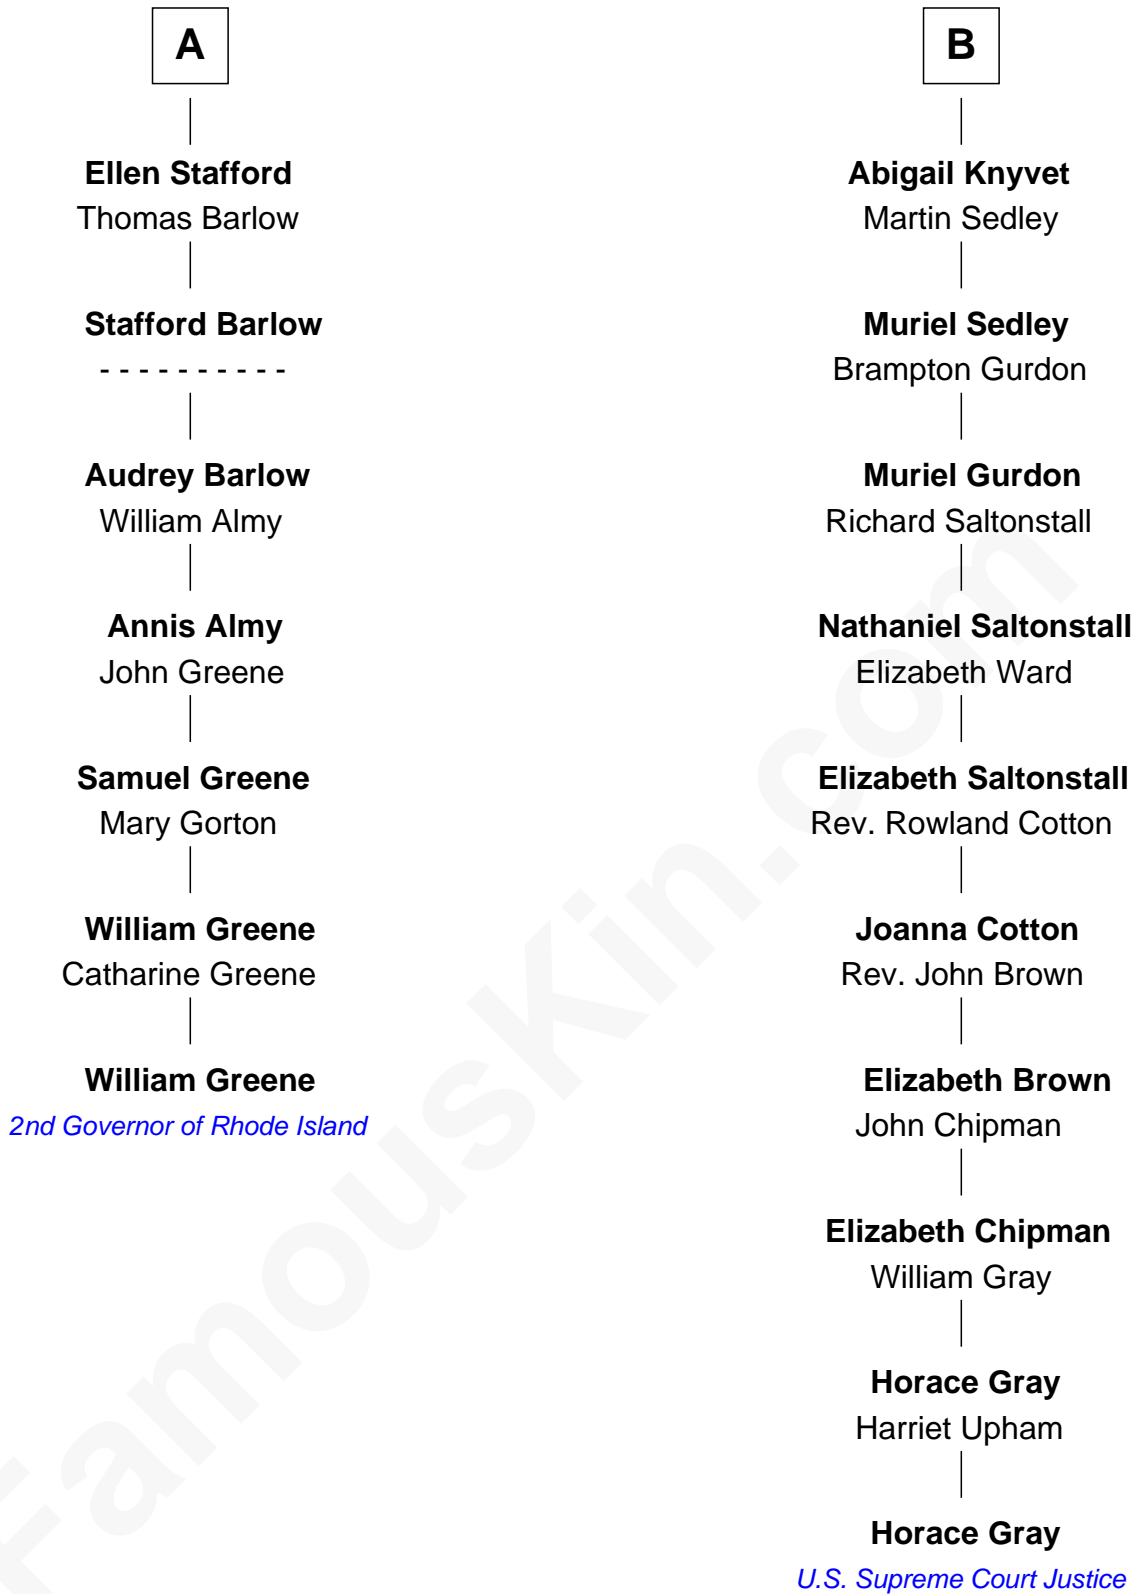 A
Ellen Stafford
Thomas Barlow
Stafford Barlow
- - - - - - - - - -
Audrey Barlow
William Almy
Annis Almy
John Greene
Samuel Greene
Mary Gorton
William Greene
Catharine Greene
William Greene
2nd Governor of Rhode Island
B
Abigail Knyvet
Martin Sedley
Muriel Sedley
Brampton Gurdon
Muriel Gurdon
Richard Saltonstall
Nathaniel Saltonstall
Elizabeth Ward
Elizabeth Saltonstall
Rev. Rowland Cotton
Joanna Cotton
Rev. John Brown
Elizabeth Brown
John Chipman
Elizabeth Chipman
William Gray
Horace Gray
Harriet Upham
Horace Gray
U.S. Supreme Court Justice
FamousKin.com